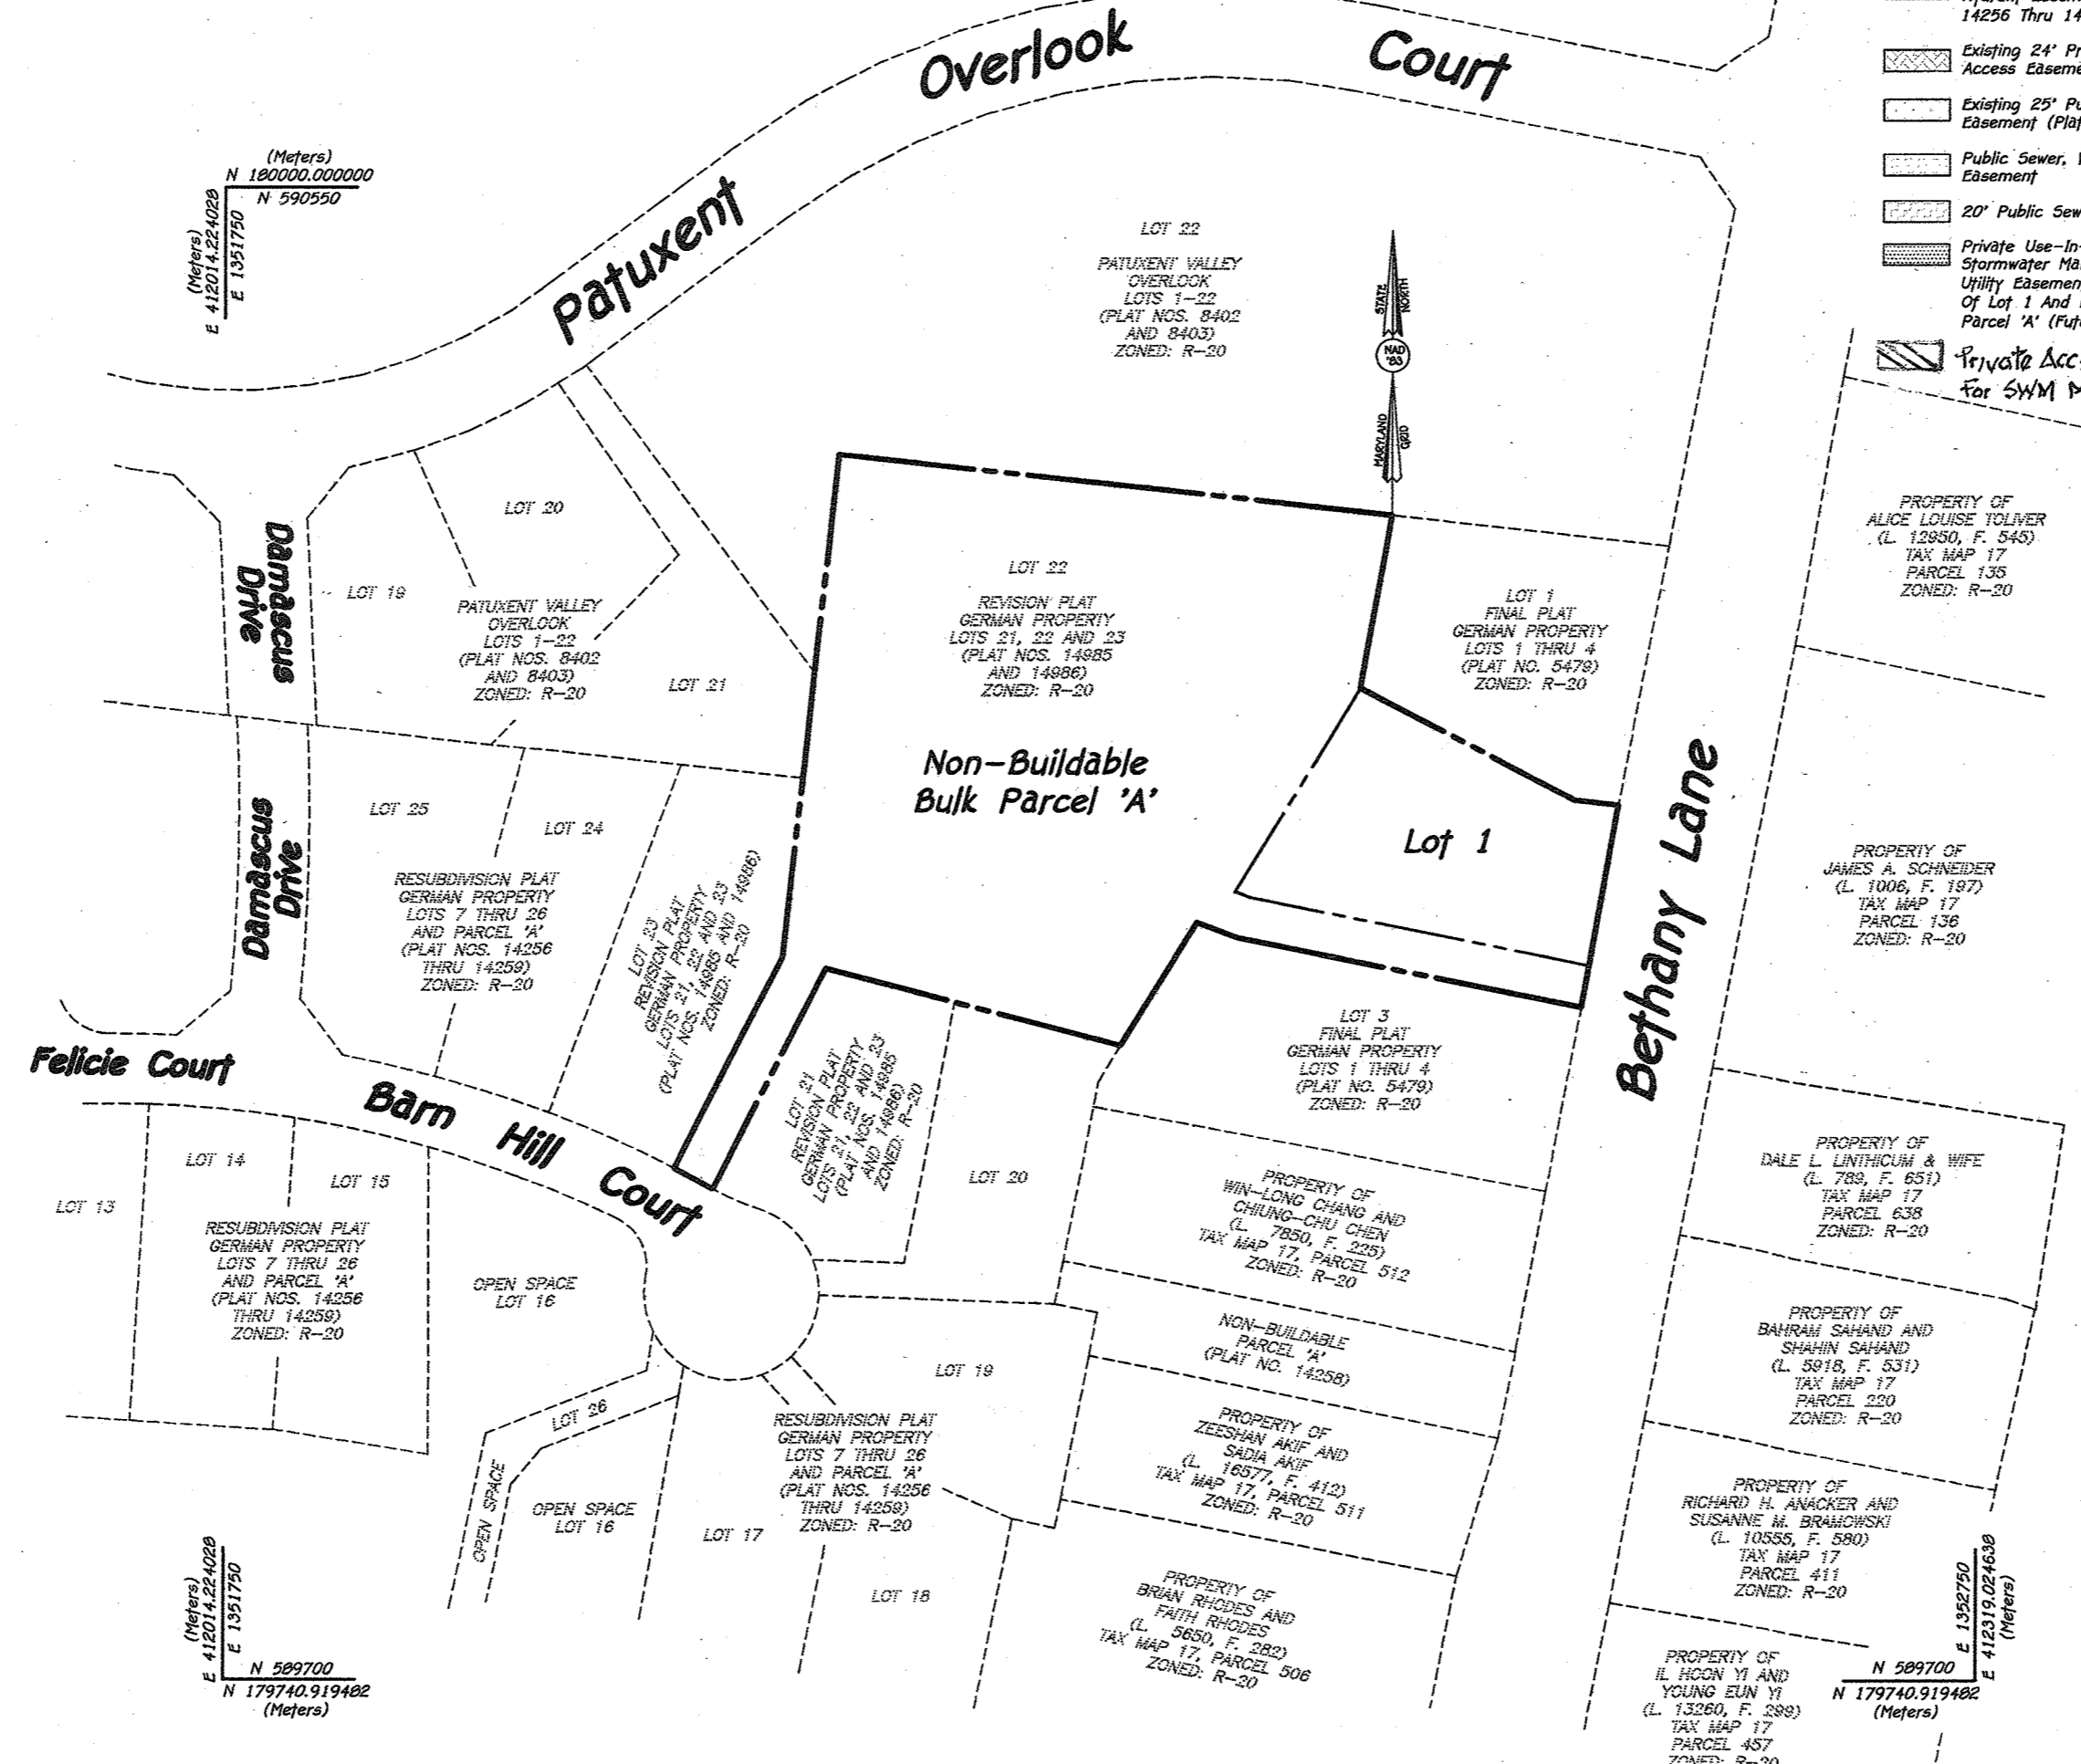 Overlook Court
Patuxent
14256 Thru 14
Existing 24' Pr
Access Easeme
Existing 25' Pu
Easement (Plat
Public Sewer,
Easement
20' Public Sew
Private Use-In-
Stormwater Ma
Utility Easemen
Of Lot 1 And
Parcel 'A' (Fut
Private Acc
For SWM
(Meters)
N 180000.000000
N 590550
E 412014.224028
(Meters)
E 1351750
LOT 22
PATUXENT VALLEY
OVERLOOK
LOTS 1-22
(PLAT NOS. 8402
AND 8403)
ZONED: R-20
STATE NORTH
NAD
'83
MARYLAND GRID
LOT 20
LOT 19
Damascus
Drive
PATUXENT VALLEY
OVERLOOK
LOTS 1-22
(PLAT NOS. 8402
AND 8403)
ZONED: R-20
LOT 21
LOT 22
REVISION PLAT
GERMAN PROPERTY
LOTS 21, 22 AND 23
(PLAT NOS. 14985
AND 14986)
ZONED: R-20
LOT 1
FINAL PLAT
GERMAN PROPERTY
LOTS 1 THRU 4
(PLAT NO. 5479)
ZONED: R-20
PROPERTY OF
ALICE LOUISE TOLIVER
(L. 12950, F. 545)
TAX MAP 17
PARCEL 135
ZONED: R-20
Non-Buildable
Bulk Parcel 'A'
Lot 1
Bethany Lane
LOT 25
LOT 24
Damascus
Drive
RESUBDIVISION PLAT
GERMAN PROPERTY
LOTS 7 THRU 26
AND PARCEL 'A'
(PLAT NOS. 14256
THRU 14259)
ZONED: R-20
LOT 23
REVISION PLAT
GERMAN PROPERTY
LOTS 21, 22 AND 23
(PLAT NOS. 14985 AND 14986)
ZONED: R-20
PROPERTY OF
JAMES A. SCHNEIDER
(L. 1006, F. 197)
TAX MAP 17
PARCEL 136
ZONED: R-20
Felicie Court
Barn Hill Court
LOT 21
REVISION PLAT
GERMAN PROPERTY
LOTS 21, 22 AND 23
(PLAT NOS. 14985
AND 14986)
ZONED: R-20
LOT 20
LOT 3
FINAL PLAT
GERMAN PROPERTY
LOTS 1 THRU 4
(PLAT NO. 5479)
ZONED: R-20
LOT 13
LOT 14
LOT 15
RESUBDIVISION PLAT
GERMAN PROPERTY
LOTS 7 THRU 26
AND PARCEL 'A'
(PLAT NOS. 14256
THRU 14259)
ZONED: R-20
OPEN SPACE
LOT 16
PROPERTY OF
WIN-LONG CHANG AND
CHIUNG-CHU CHEN
(L. 7850, F. 225)
TAX MAP 17, PARCEL 512
ZONED: R-20
PROPERTY OF
DALE L. LINTHICUM & WIFE
(L. 789, F. 651)
TAX MAP 17
PARCEL 638
ZONED: R-20
NON-BUILDABLE
PARCEL 'A'
(PLAT NO. 14258)
PROPERTY OF
BAHRAM SAHAND AND
SHAHIN SAHAND
(L. 5918, F. 531)
TAX MAP 17
PARCEL 220
ZONED: R-20
LOT 19
LOT 26
OPEN SPACE
OPEN SPACE
LOT 16
LOT 17
RESUBDIVISION PLAT
GERMAN PROPERTY
LOTS 7 THRU 26
AND PARCEL 'A'
(PLAT NOS. 14256
THRU 14259)
ZONED: R-20
LOT 18
PROPERTY OF
ZEESHAN AKIF AND
SADIA AKIF
(L. 16577, F. 412)
TAX MAP 17, PARCEL 511
ZONED: R-20
PROPERTY OF
RICHARD H. ANACKER AND
SUSANNE M. BRAMOWSKI
(L. 10555, F. 580)
TAX MAP 17
PARCEL 411
ZONED: R-20
PROPERTY OF
BRIAN RHODES AND
FAITH RHODES
(L. 5650, F. 282)
TAX MAP 17, PARCEL 506
ZONED: R-20
PROPERTY OF
IL HOON YI AND
YOUNG EUN YI
(L. 13260, F. 299)
TAX MAP 17
PARCEL 457
ZONED: R-20
(Meters)
E 412014.224028
E 1351750
N 589700
N 179740.919482
(Meters)
E 1352750
E 412319.024638
(Meters)
N 589700
N 179740.919482
(Meters)